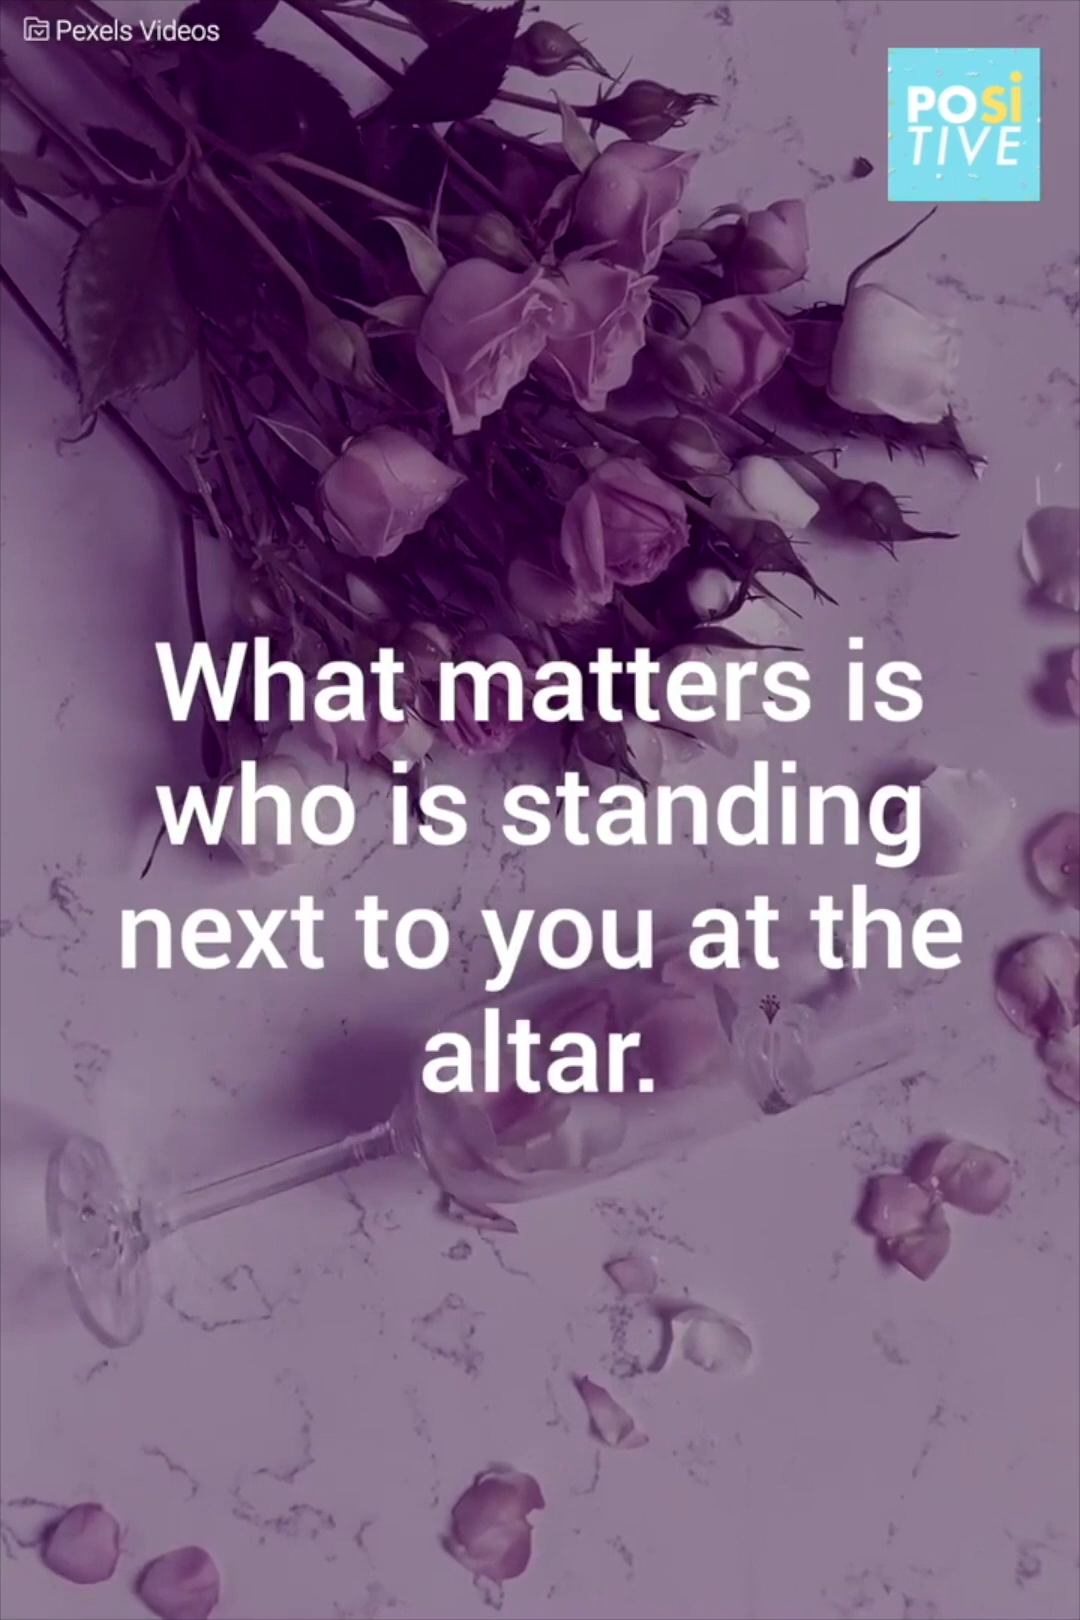 Pexels Videos
POSi
TIVE
What matters is
who is standing
next to you at the
altar.